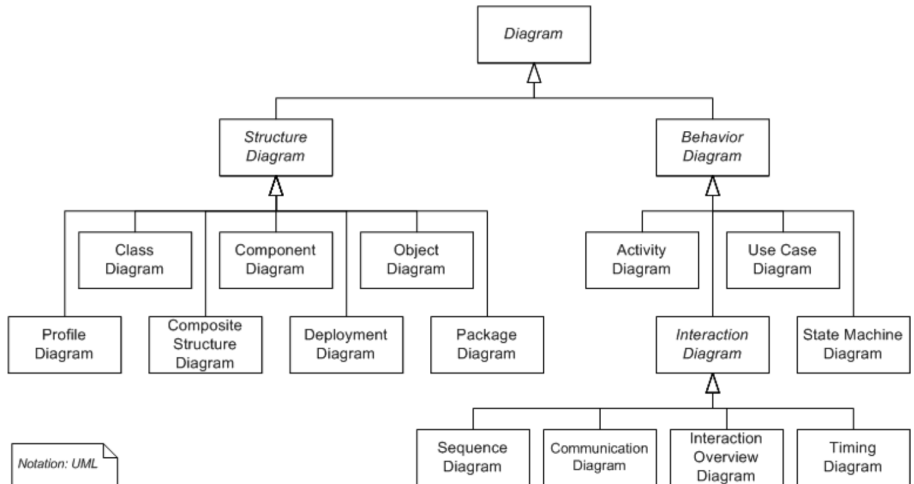 Diagram
Structure
Diagram
Behavior
Diagram
Class
Diagram
Component
Diagram
Object
Diagram
Activity
Diagram
Use Case
Diagram
Profile
Diagram
Composite
Structure
Diagram
Deployment
Diagram
Package
Diagram
Interaction
Diagram
State Machine
Diagram
Sequence
Diagram
Communication
Diagram
Interaction
Overview
Diagram
Timing
Diagram
Notation: UML